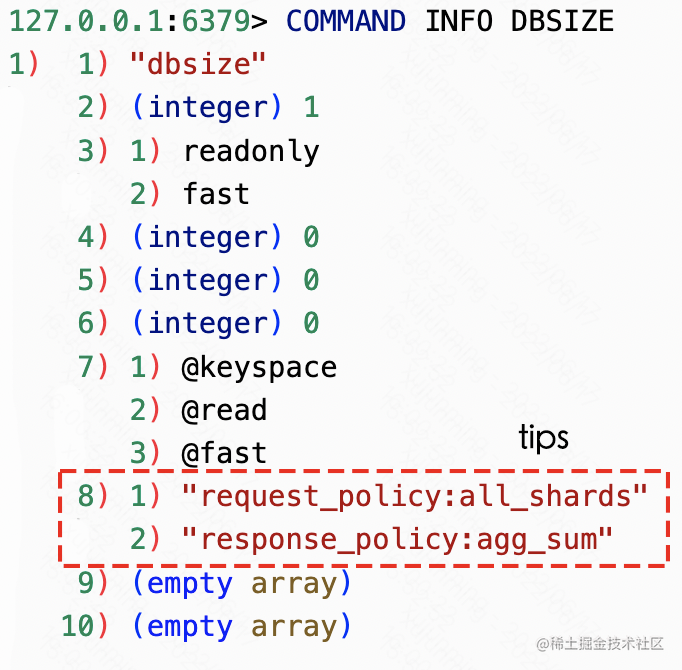 127.0.0.1:6379> COMMAND INFO DBSIZE
1) 1) "dbsize"
2) (integer) 1
3) 1) readonly
2) fast
4) (integer) 0
5) (integer) 0
6) (integer) 0
7) 1) @keyspace
2) @read
3) @fast
tips
8) 1) "request_policy:all_shards"
2) "response_policy:agg_sum"
9) (empty array)
10) (empty array)
@稀土掘金技术社区